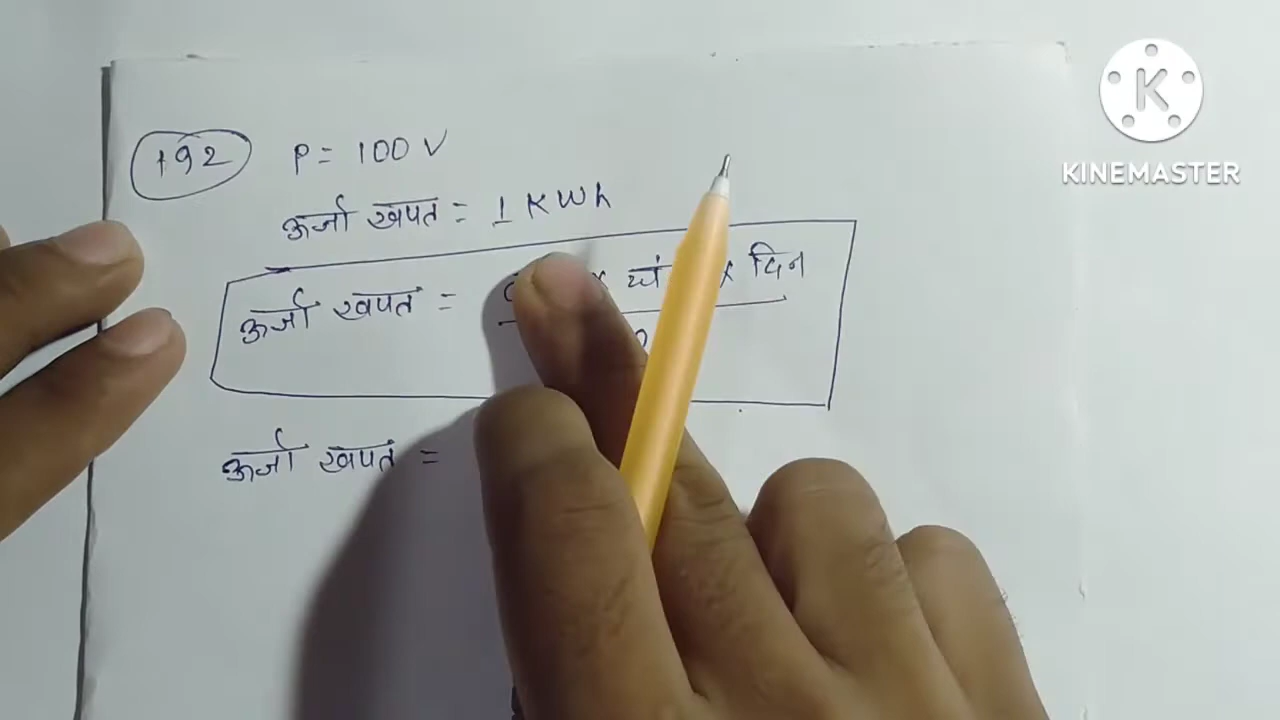 192 P = 100 V
ऊर्जा खपत = 1 KWh
ऊर्जा खपत = x घं x दिन
ऊर्जा खपत =
K
KINEMASTER